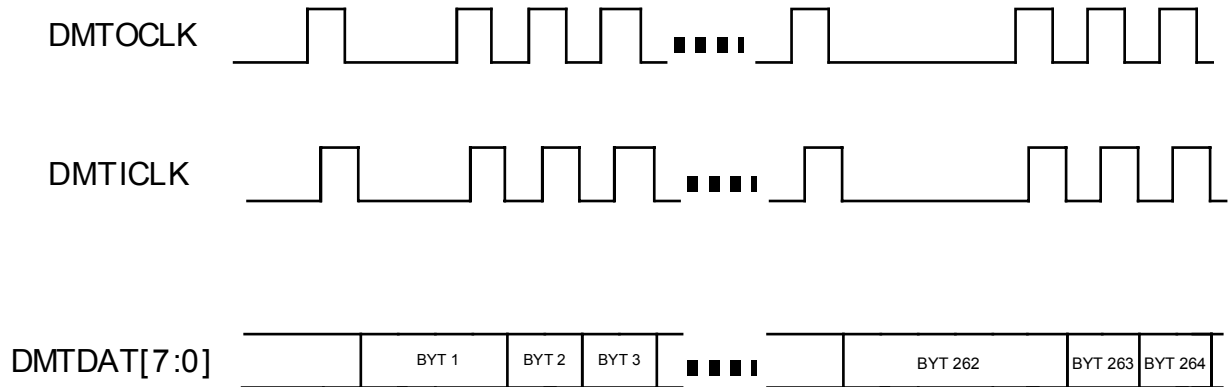 DMTOCLK
DMTICLK
DMTDAT[7:0]
BYT 1
BYT 2
BYT 3
BYT 262
BYT 263
BYT 264